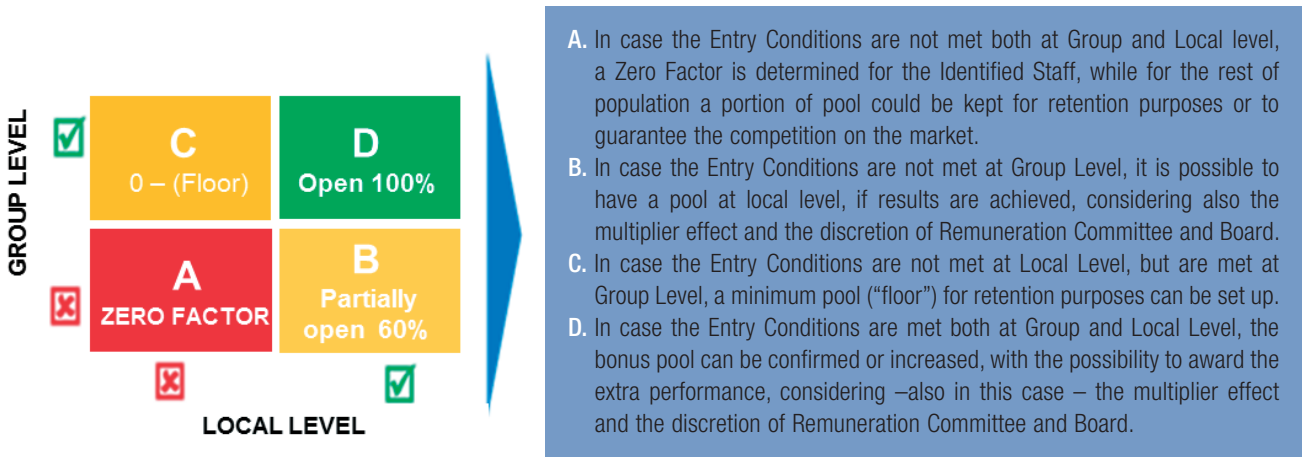 GROUP LEVEL
C
0 – (Floor)
D
Open 100%
A
ZERO FACTOR
B
Partially
open 60%
LOCAL LEVEL
A. In case the Entry Conditions are not met both at Group and Local level,
a Zero Factor is determined for the Identified Staff, while for the rest of
population a portion of pool could be kept for retention purposes or to
guarantee the competition on the market.
B. In case the Entry Conditions are not met at Group Level, it is possible to
have a pool at local level, if results are achieved, considering also the
multiplier effect and the discretion of Remuneration Committee and Board.
C. In case the Entry Conditions are not met at Local Level, but are met at
Group Level, a minimum pool (“floor”) for retention purposes can be set up.
D. In case the Entry Conditions are met both at Group and Local Level, the
bonus pool can be confirmed or increased, with the possibility to award the
extra performance, considering –also in this case – the multiplier effect
and the discretion of Remuneration Committee and Board.